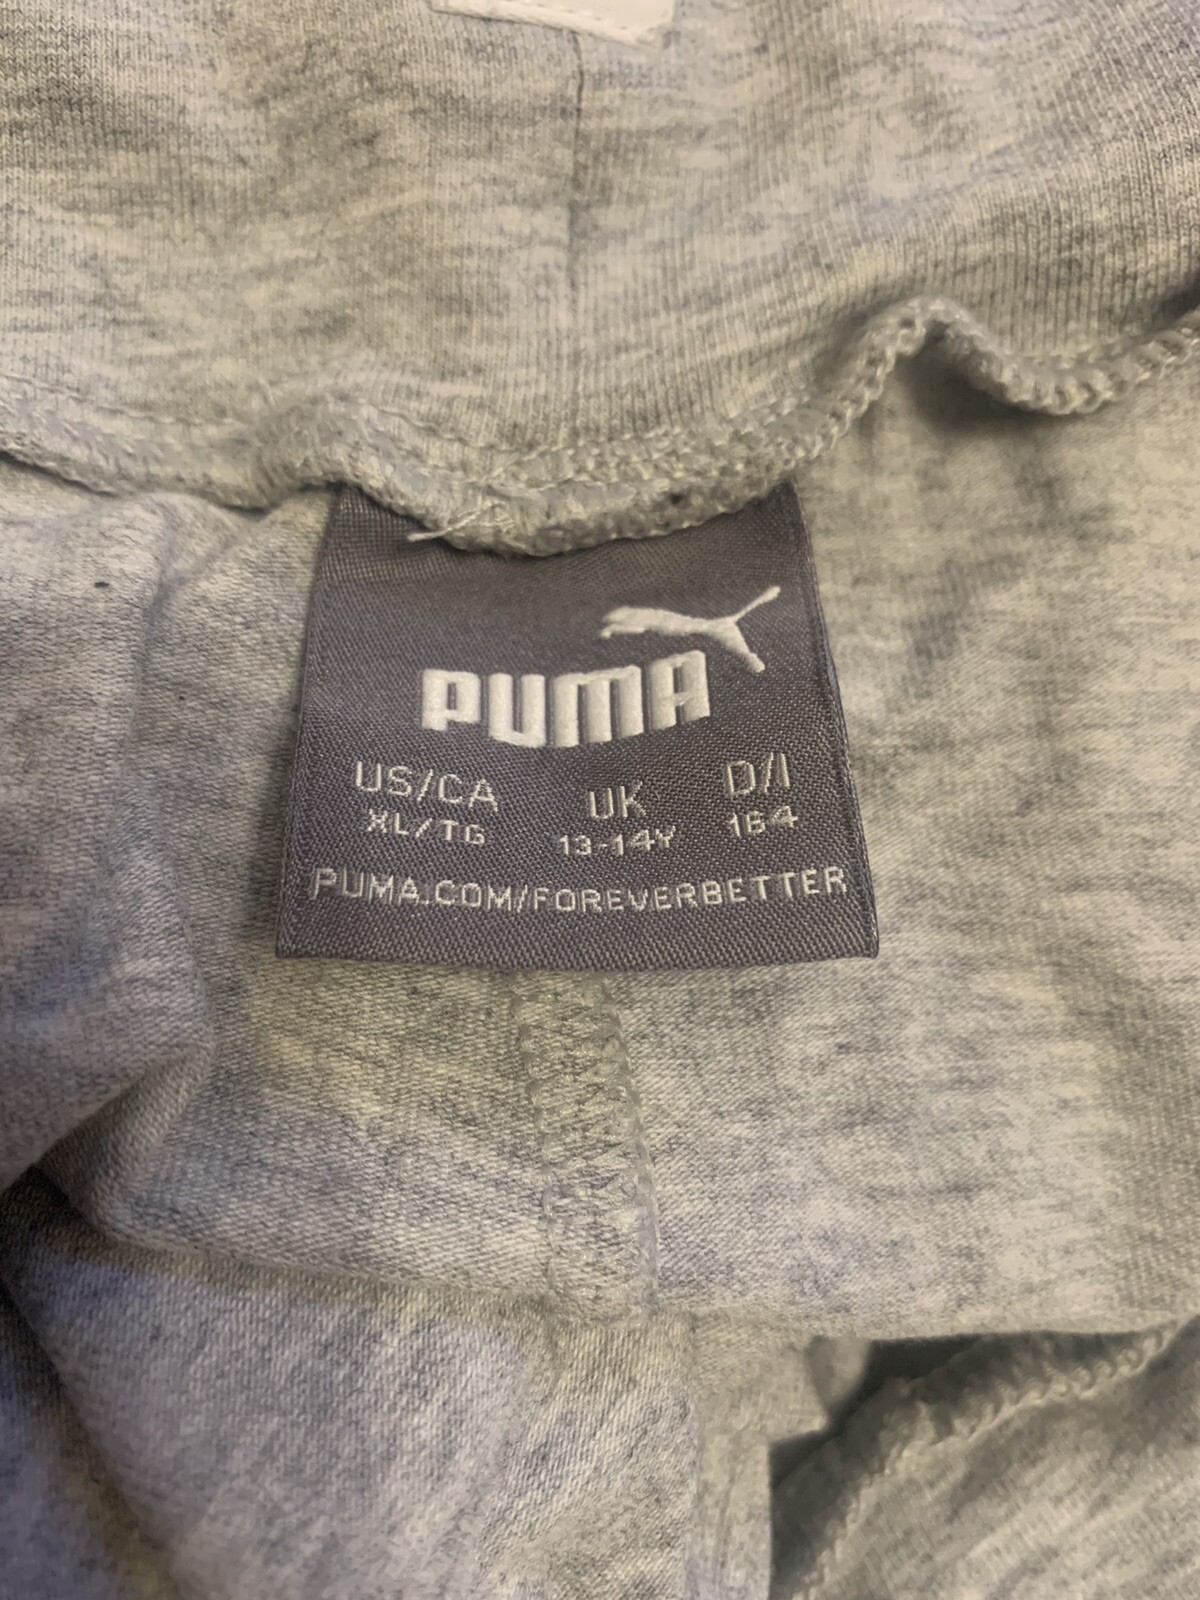 PUMA
US/CA UK D/I
XL/TG 13-14Y 164
PUMA.COM/FOREVERBETTER